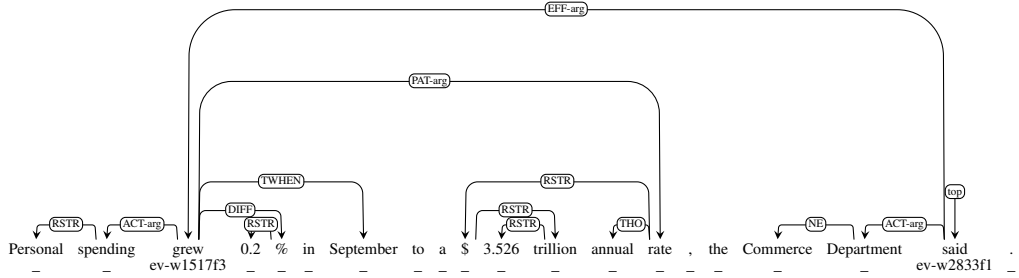 EFF-arg
PAT-arg
TWHEN RSTR
top
DIFF RSTR
RSTR ACT-arg RSTR RSTR THO NE ACT-arg
Personal spending grew 0.2 % in September to a $ 3.526 trillion annual rate , the Commerce Department said .
_ _ ev-w1517f3 _ _ _ _ _ _ _ _ _ _ _ _ _ _ _ ev-w2833f1 _